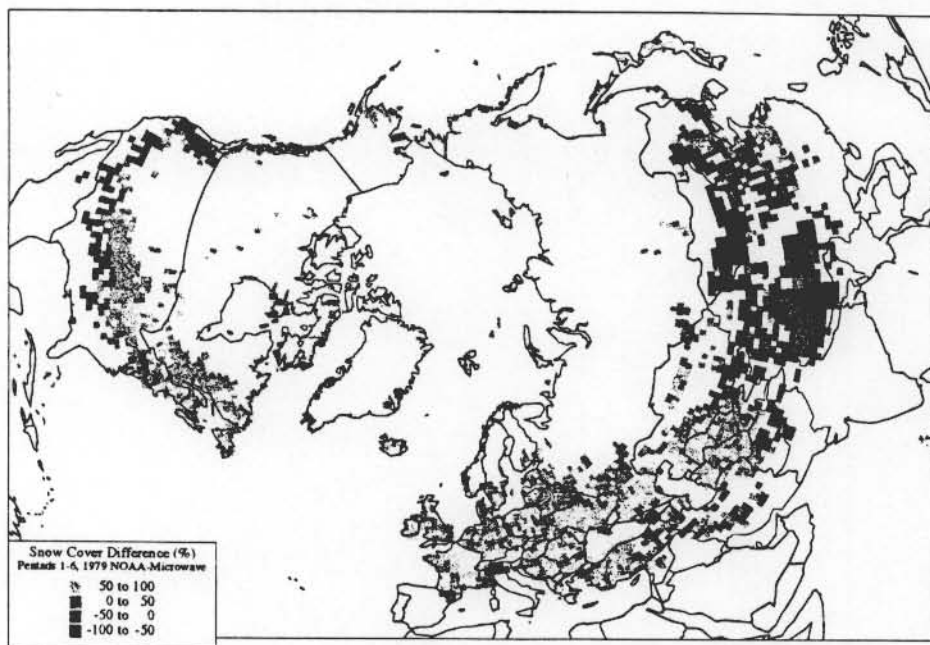 Snow Cover Difference (%)
Pentads 1-6, 1979 NOAA-Microwave
50 to 100
0 to 50
-50 to 0
-100 to -50